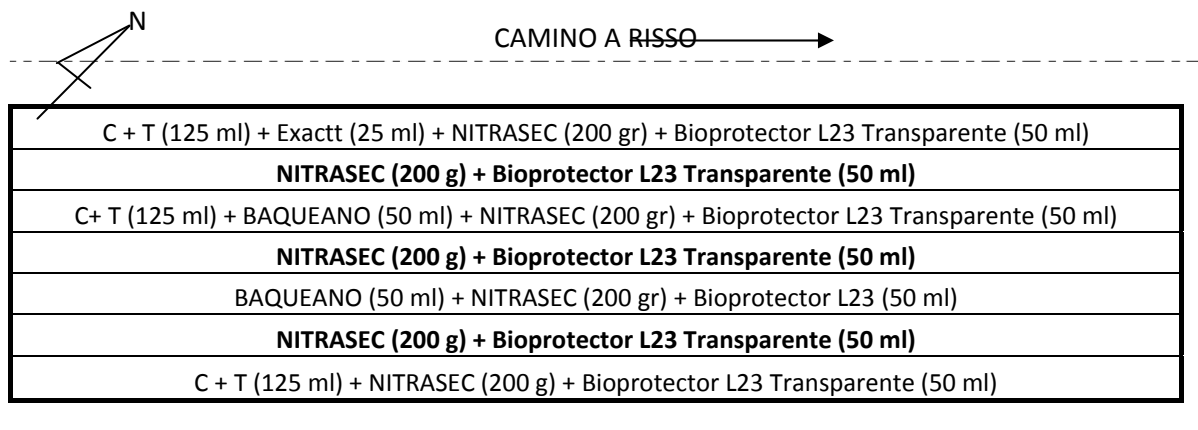 N
CAMINO A RISSO
C + T (125 ml) + Exactt (25 ml) + NITRASEC (200 gr) + Bioprotector L23 Transparente (50 ml)
NITRASEC (200 g) + Bioprotector L23 Transparente (50 ml)
C+ T (125 ml) + BAQUEANO (50 ml) + NITRASEC (200 gr) + Bioprotector L23 Transparente (50 ml)
NITRASEC (200 g) + Bioprotector L23 Transparente (50 ml)
BAQUEANO (50 ml) + NITRASEC (200 gr) + Bioprotector L23 (50 ml)
NITRASEC (200 g) + Bioprotector L23 Transparente (50 ml)
C + T (125 ml) + NITRASEC (200 g) + Bioprotector L23 Transparente (50 ml)